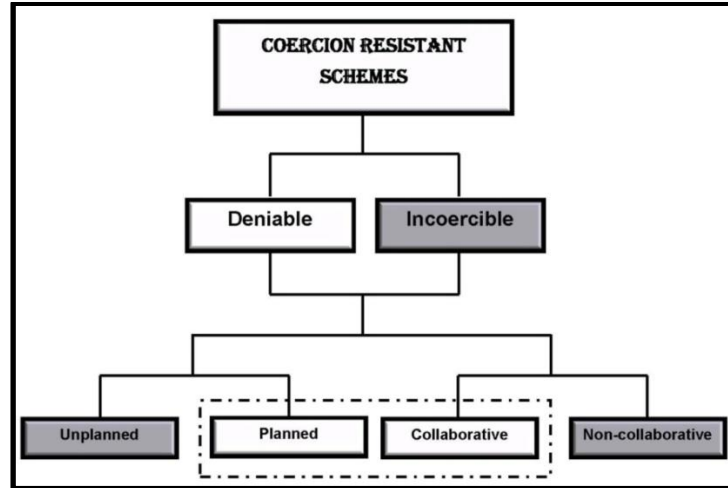 COERCION RESISTANT
SCHEMES
Deniable
Incoercible
Unplanned
Planned
Collaborative
Non-collaborative